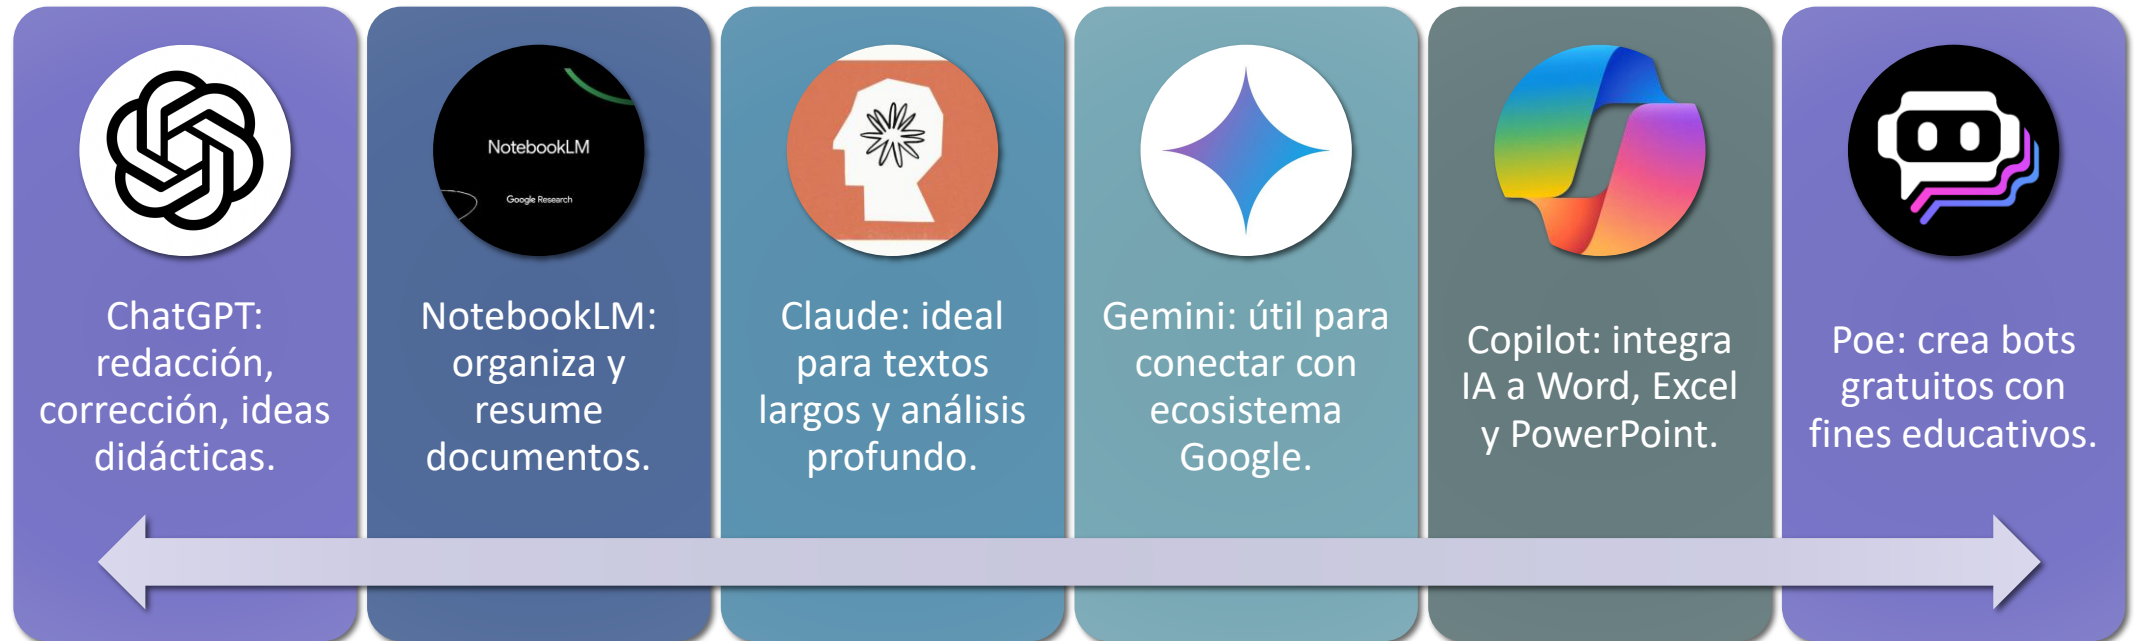 NotebookLM
Google Research
ChatGPT:
redacción,
corrección, ideas
didácticas.
NotebookLM:
organiza y
resume
documentos.
Claude: ideal
para textos
largos y análisis
profundo.
Gemini: útil para
conectar con
ecosistema
Google.
Copilot: integra
IA a Word, Excel
y PowerPoint.
Poe: crea bots
gratuitos con
fines educativos.